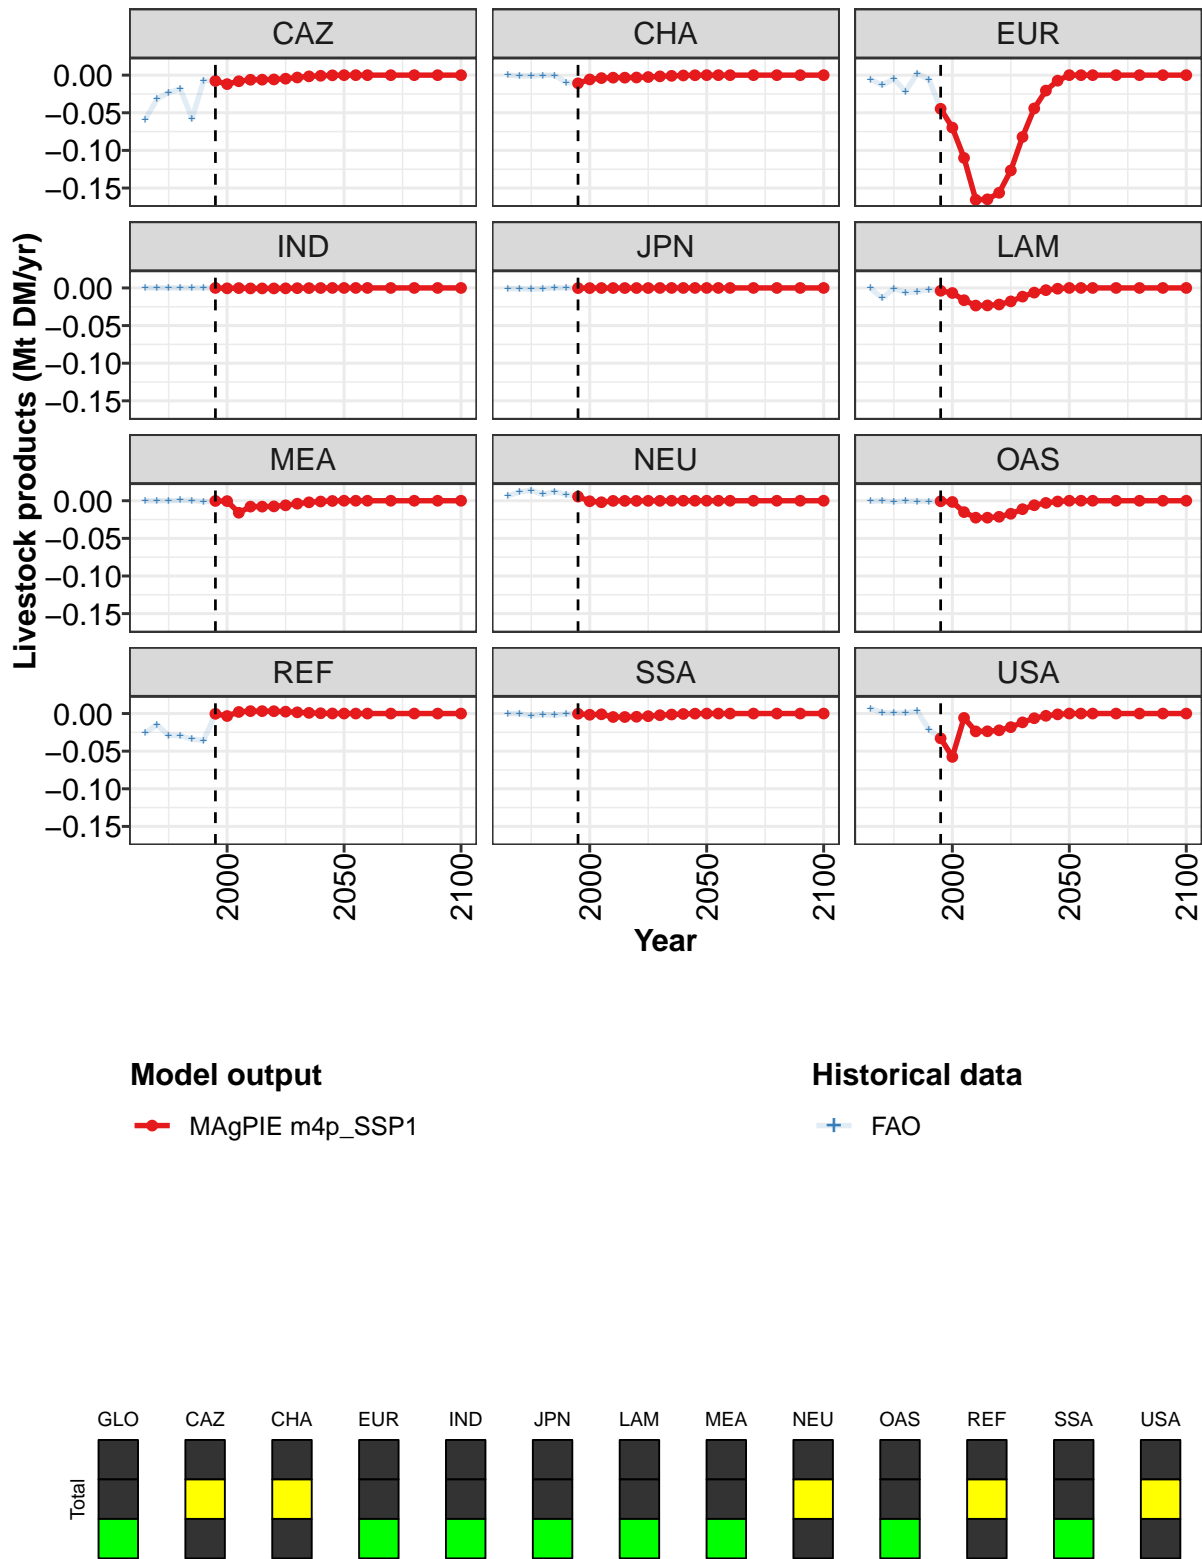 CAZ CHA EUR
0.00
−0.05
−0.10
−0.15
IND JPN LAM
0.00
−0.05
−0.10
−0.15
MEA NEU OAS
0.00
−0.05
−0.10
−0.15
REF SSA USA
0.00
−0.05
−0.10
−0.15
Livestock products (Mt DM/yr)
2000 2050 2100 2000 2050 2100 2000 2050 2100
Year
Model output
MAgPIE m4p_SSP1
Historical data
FAO
GLO CAZ CHA EUR IND JPN LAM MEA NEU OAS REF SSA USA
Total